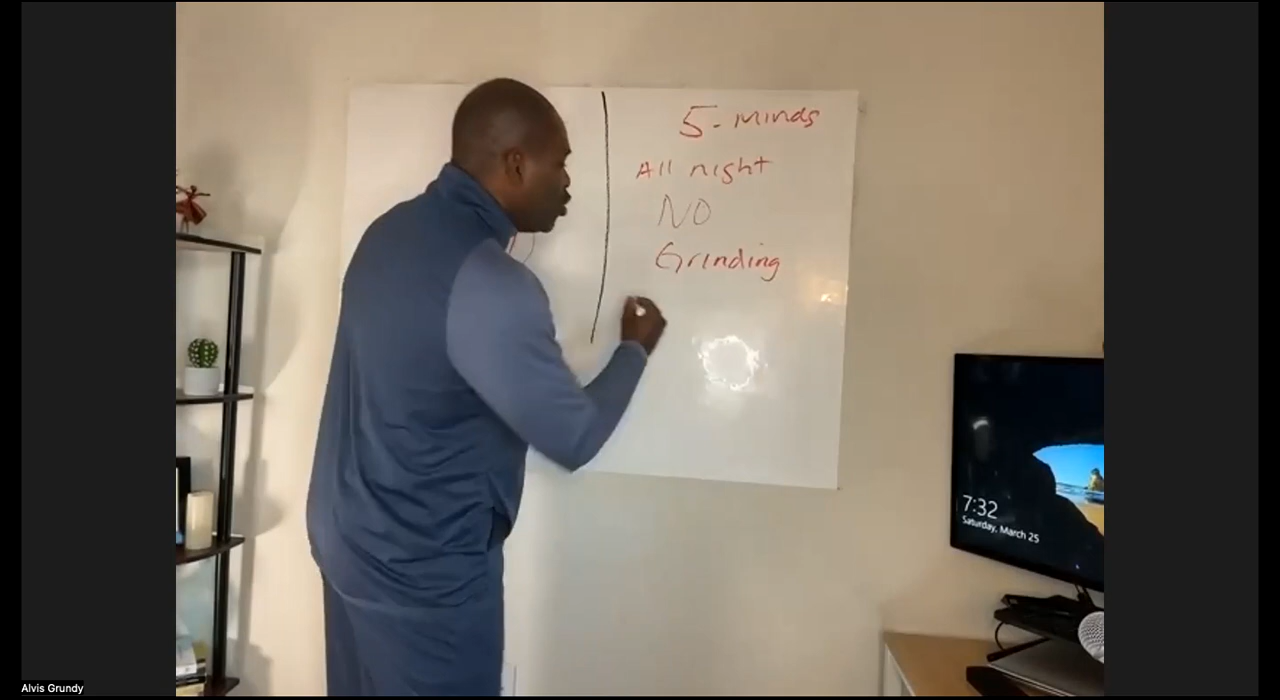 5- minds
All night
NO
Grinding
7:32
Saturday, March 25
Alvis Grundy